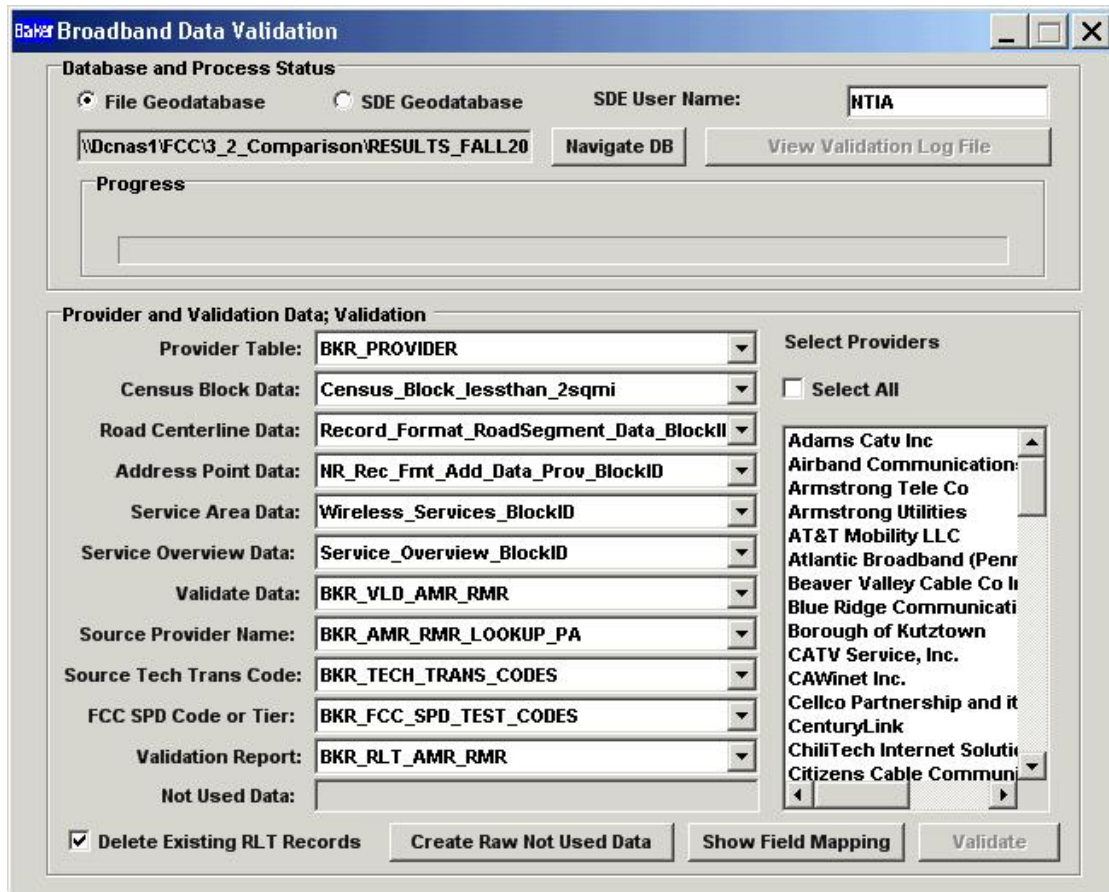 Baker Broadband Data Validation
Database and Process Status
File Geodatabase SDE Geodatabase SDE User Name: NTIA
\\Dcnas1\FCC\3_2_Comparison\RESULTS_FALL20 Navigate DB View Validation Log File
Progress
Provider and Validation Data; Validation
Provider Table: BKR_PROVIDER
Census Block Data: Census_Block_lessthan_2sqmi
Road Centerline Data: Record_Format_RoadSegment_Data_BlockII
Address Point Data: NR_Rec_Fmt_Add_Data_Prov_BlockID
Service Area Data: Wireless_Services_BlockID
Service Overview Data: Service_Overview_BlockID
Validate Data: BKR_VLD_AMR_RMR
Source Provider Name: BKR_AMR_RMR_LOOKUP_PA
Source Tech Trans Code: BKR_TECH_TRANS_CODES
FCC SPD Code or Tier: BKR_FCC_SPD_TEST_CODES
Validation Report: BKR_RLT_AMR_RMR
Not Used Data:
Select Providers
Select All
Adams Catv Inc
Airband Communications
Armstrong Tele Co
Armstrong Utilities
AT&T Mobility LLC
Atlantic Broadband (Penn
Beaver Valley Cable Co I
Blue Ridge Communicati
Borough of Kutztown
CATV Service, Inc.
CAWinet Inc.
Cellco Partnership and it
CenturyLink
ChiliTech Internet Soluti
Citizens Cable Communi
Delete Existing RLT Records Create Raw Not Used Data Show Field Mapping Validate